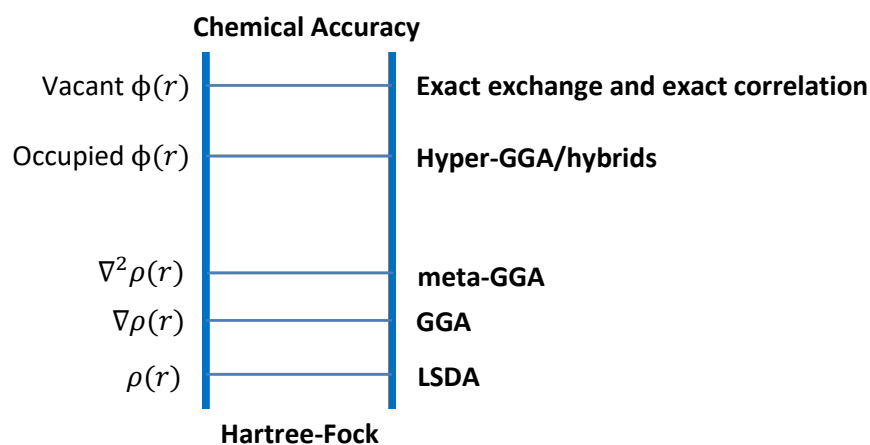 Chemical Accuracy
Vacant ϕ(r) Exact exchange and exact correlation
Occupied ϕ(r) Hyper-GGA/hybrids
∇²ρ(r) meta-GGA
∇ρ(r) GGA
ρ(r) LSDA
Hartree-Fock